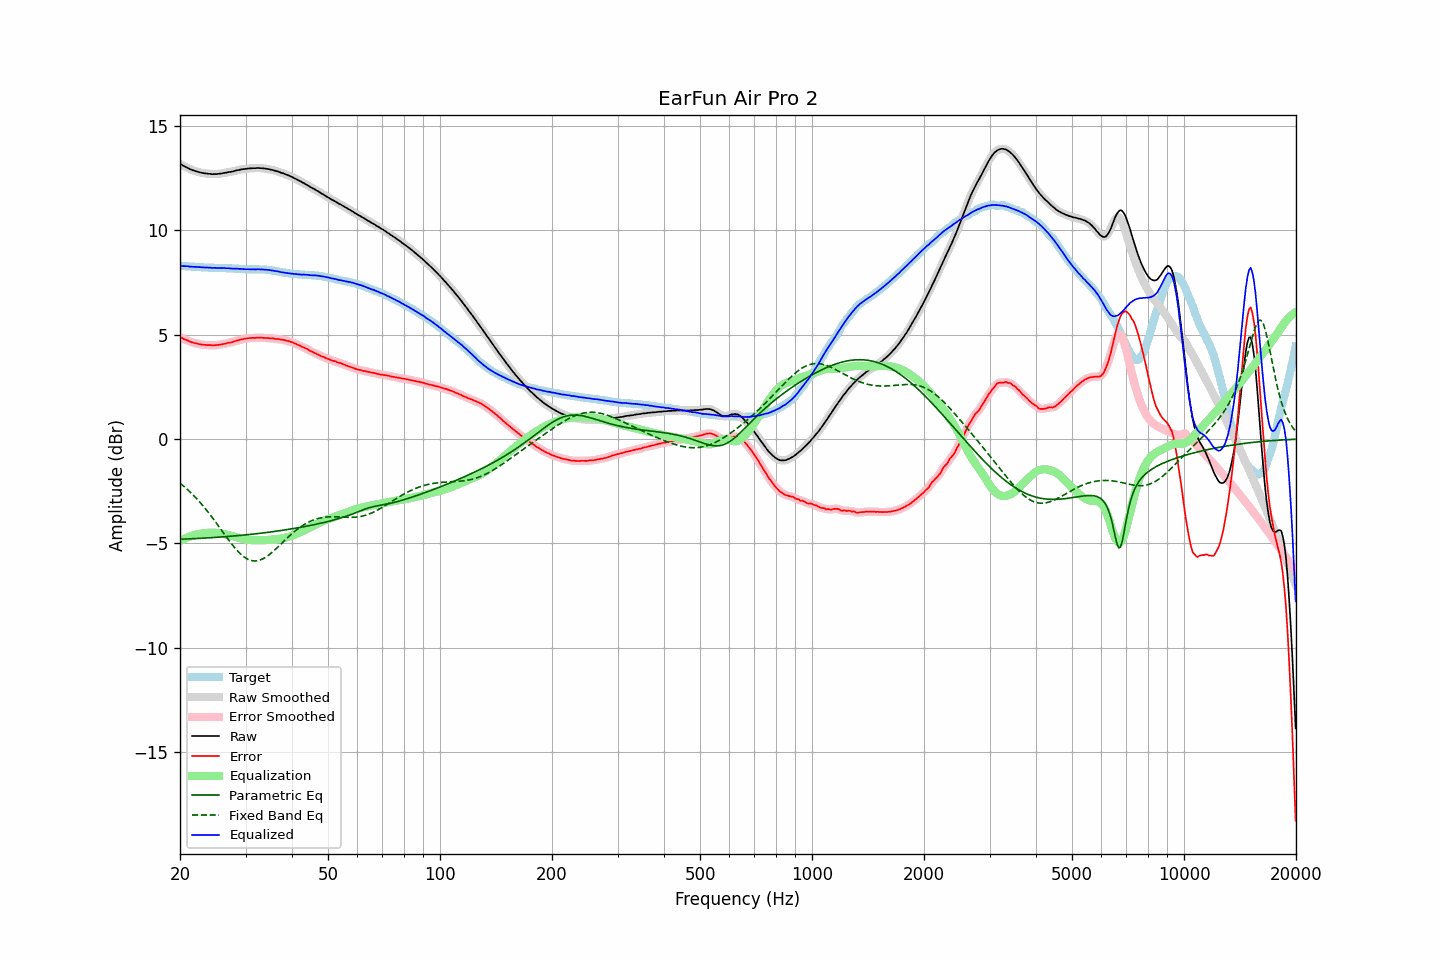 EarFun Air Pro 2
15
10
5
0
−5
−10
−15
Amplitude (dBr)
Target
Raw Smoothed
Error Smoothed
Raw
Error
Equalization
Parametric Eq
Fixed Band Eq
Equalized
20 50 100 200 500 1000 2000 5000 10000 20000
Frequency (Hz)